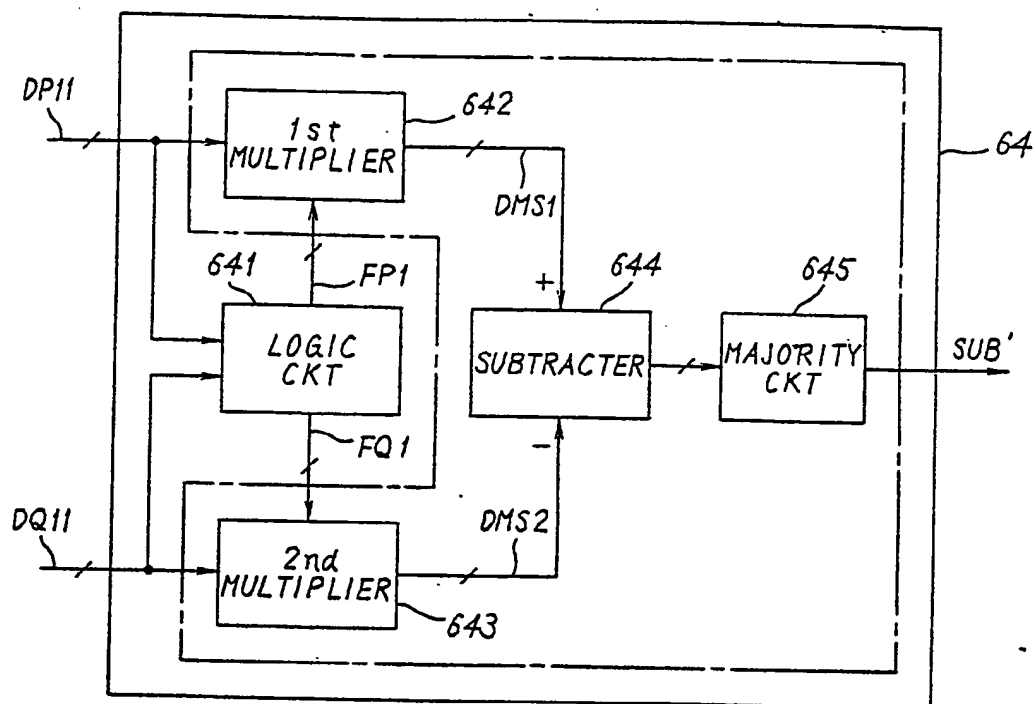 DP11
1st
MULTIPLIER
642
64
DMS1
641
FP1
+
644
645
LOGIC
CKT
SUBTRACTER
MAJORITY
CKT
SUB'
FQ1
-
DQ11
DMS2
2nd
MULTIPLIER
643